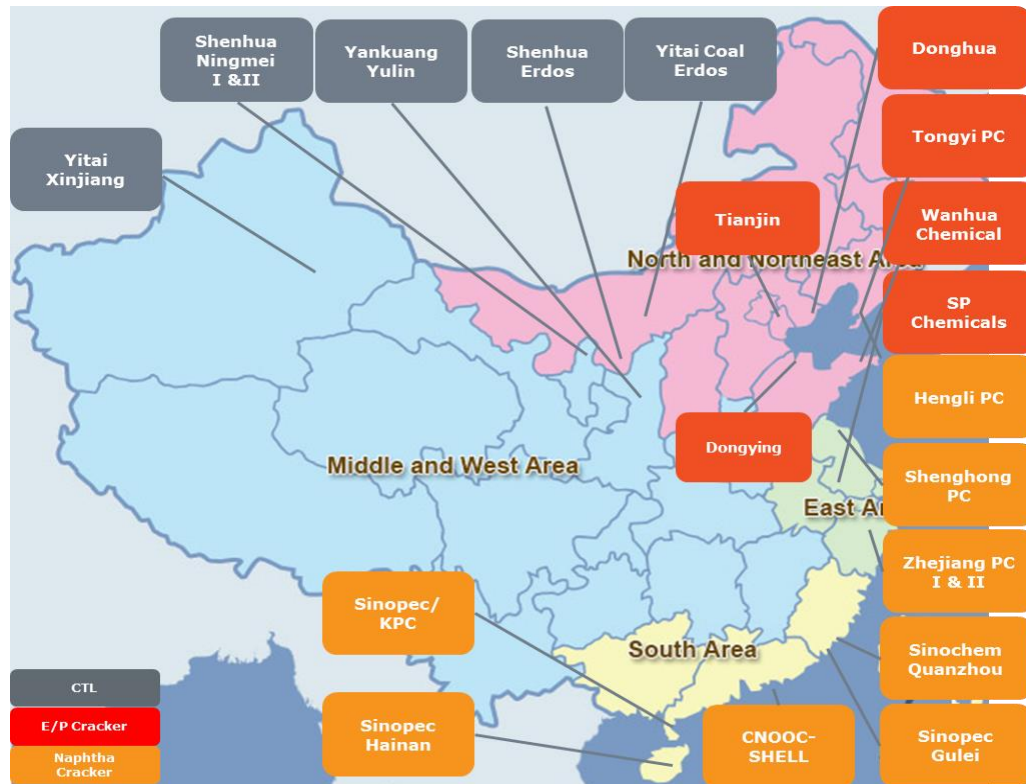 Shenhua
Ningmei
I &II
Yankuang
Yulin
Shenhua
Erdos
Yitai Coal
Erdos
Donghua
Tongyi PC
Yitai
Xinjiang
Tianjin
Wanhua
Chemical
North and Northeast Area
SP
Chemicals
Hengli PC
Dongying
Middle and West Area
Shenghong
PC
East Ar
Zhejiang PC
I & II
Sinopec/
KPC
South Area
Sinochem
Quanzhou
CTL
E/P Cracker
Naphtha
Cracker
Sinopec
Hainan
CNOOC-
SHELL
Sinopec
Gulei